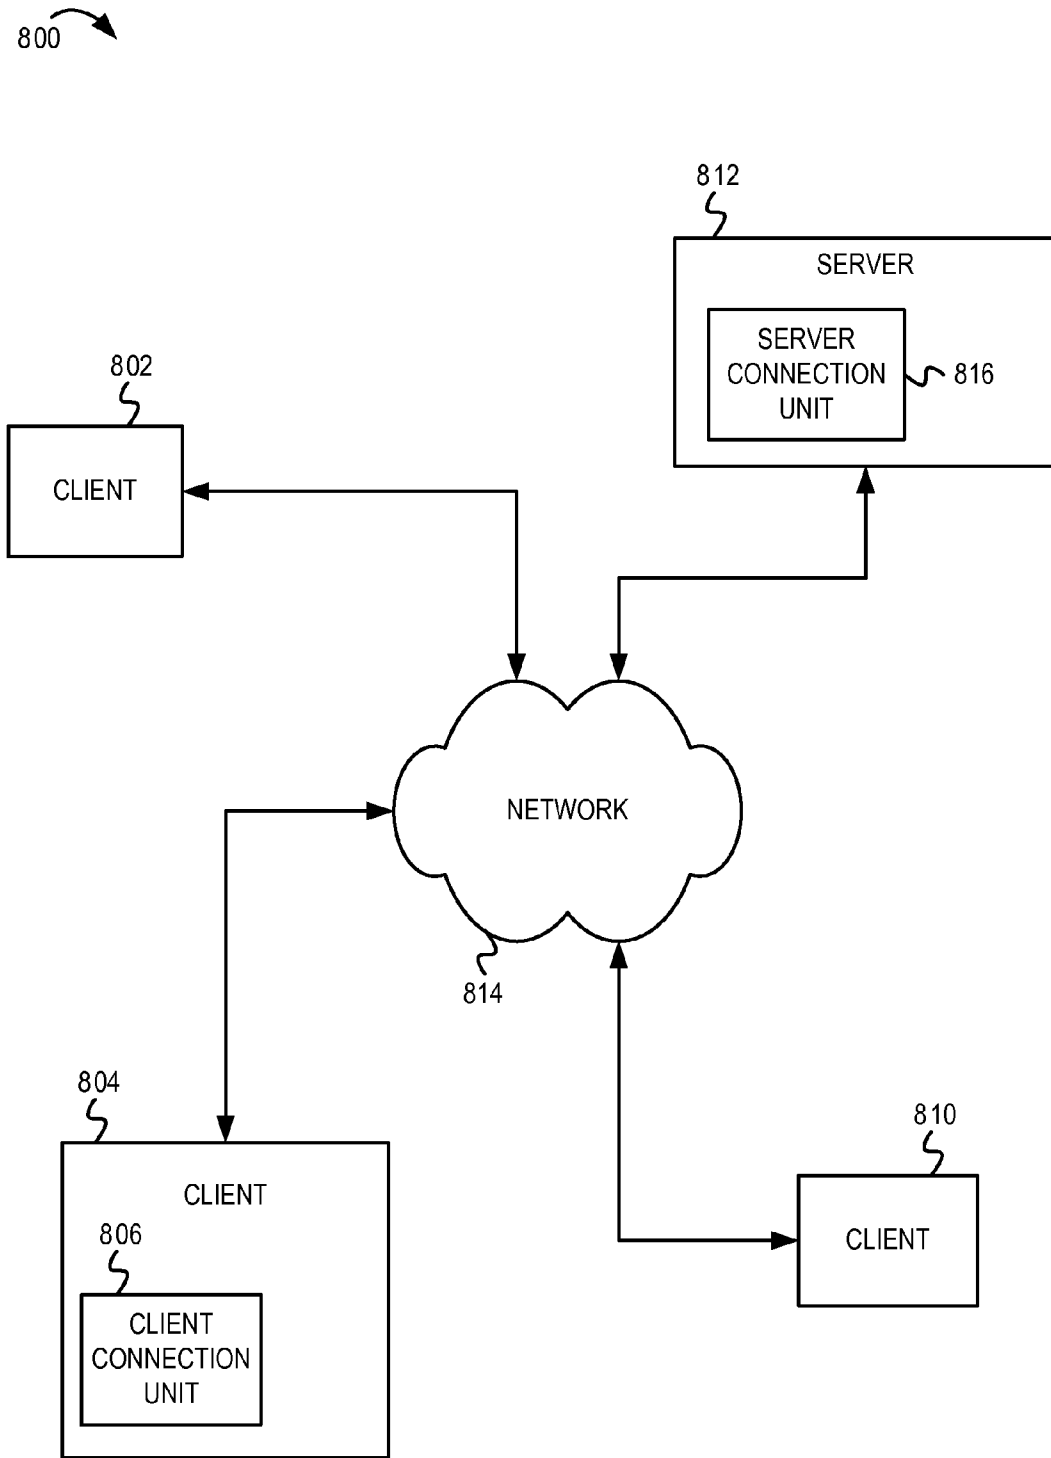 800
812
SERVER
SERVER
CONNECTION
UNIT
816
802
CLIENT
NETWORK
814
804
CLIENT
806
CLIENT
CONNECTION
UNIT
810
CLIENT